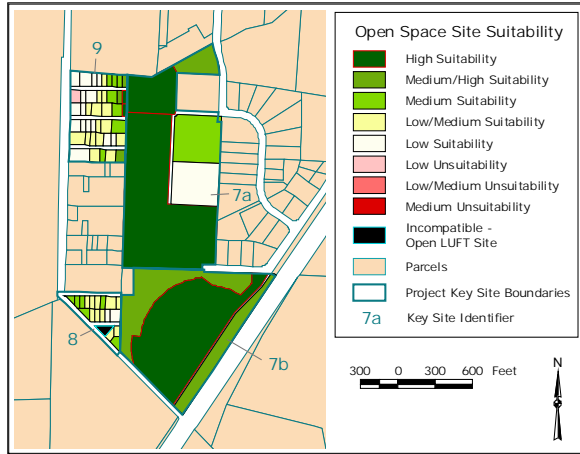 9
7a
8
7b
Open Space Site Suitability
High Suitability
Medium/High Suitability
Medium Suitability
Low/Medium Suitability
Low Suitability
Low Unsuitability
Low/Medium Unsuitability
Medium Unsuitability
Incompatible -
Open LUFT Site
Parcels
Project Key Site Boundaries
7a Key Site Identifier
300 0 300 600 Feet
N